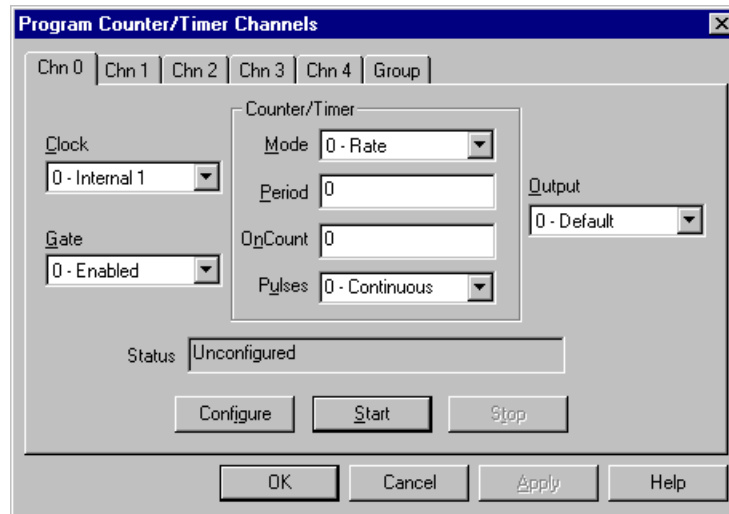 Program Counter/Timer Channels
Chn 0 Chn 1 Chn 2 Chn 3 Chn 4 Group
Counter/Timer
Clock
0 - Internal 1
Gate
0 - Enabled
Mode 0 - Rate
Period 0
OnCount 0
Pulses 0 - Continuous
Output
0 - Default
Status Unconfigured
Configure Start Stop
OK Cancel Apply Help